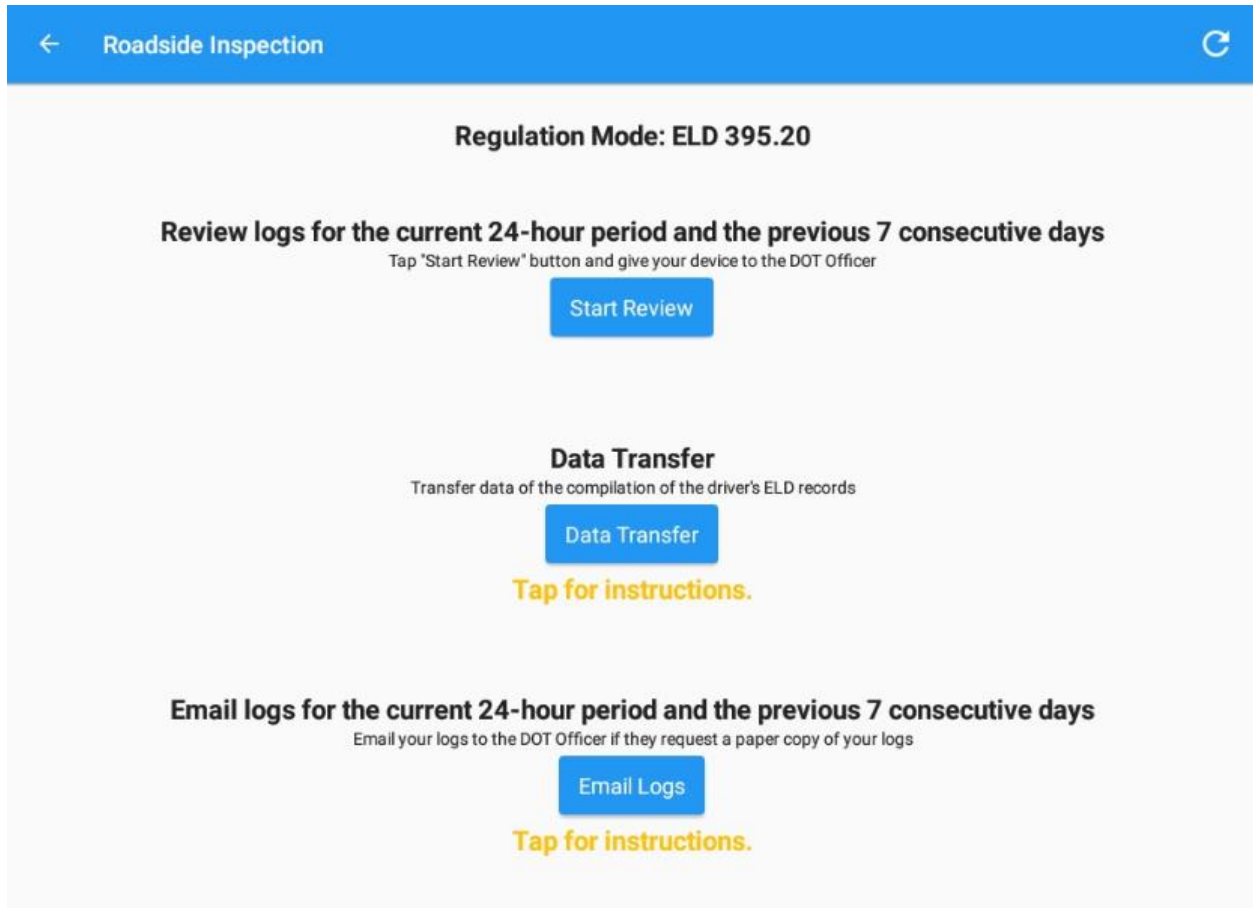 Roadside Inspection
Regulation Mode: ELD 395.20
Review logs for the current 24-hour period and the previous 7 consecutive days
Tap "Start Review" button and give your device to the DOT Officer
Start Review
Data Transfer
Transfer data of the compilation of the driver's ELD records
Data Transfer
Tap for instructions.
Email logs for the current 24-hour period and the previous 7 consecutive days
Email your logs to the DOT Officer if they request a paper copy of your logs
Email Logs
Tap for instructions.